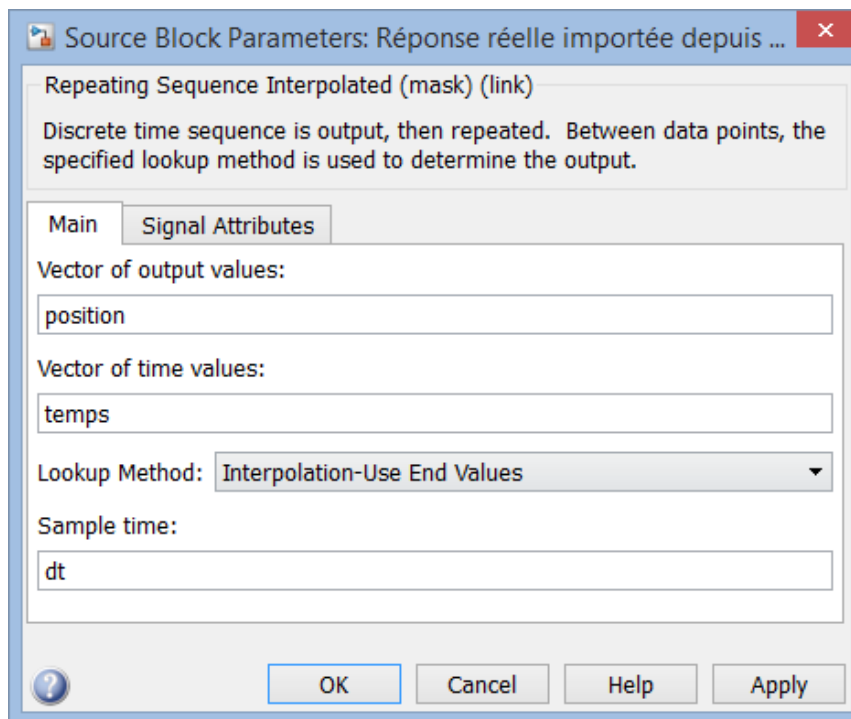 Source Block Parameters: Réponse réelle importée depuis ...
Repeating Sequence Interpolated (mask) (link)
Discrete time sequence is output, then repeated. Between data points, the
specified lookup method is used to determine the output.
Main Signal Attributes
Vector of output values:
position
Vector of time values:
temps
Lookup Method: Interpolation-Use End Values
Sample time:
dt
OK Cancel Help Apply